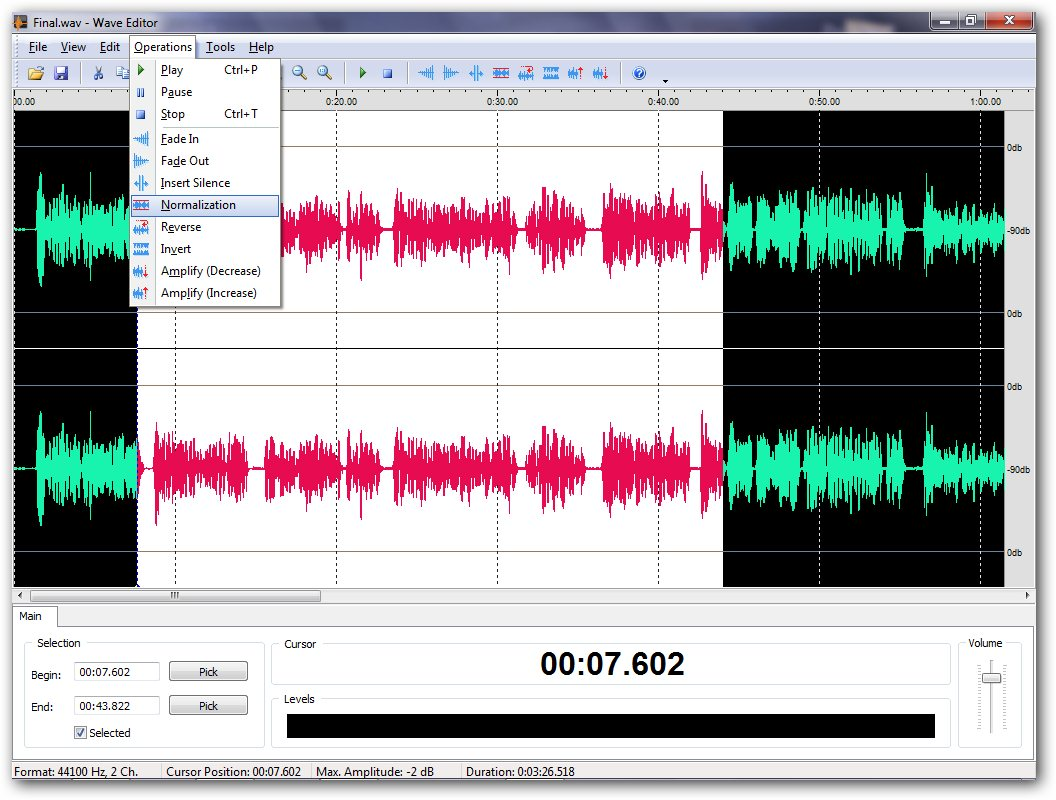 Final.wav - Wave Editor
File View Edit Operations Tools Help
Play Ctrl+P
Pause
Stop Ctrl+T
Fade In
Fade Out
Insert Silence
Normalization
Reverse
Invert
Amplify (Decrease)
Amplify (Increase)
00.00 0:20.00 0:30.00 0:40.00 0:50.00 1:00.00
0db
-90db
0db
0db
-90db
0db
Main
Selection
Begin: 00:07.602 Pick
End: 00:43.822 Pick
Selected
Cursor
00:07.602
Levels
Volume
Format: 44100 Hz, 2 Ch. Cursor Position: 00:07.602 Max. Amplitude: -2 dB Duration: 0:03:26.518